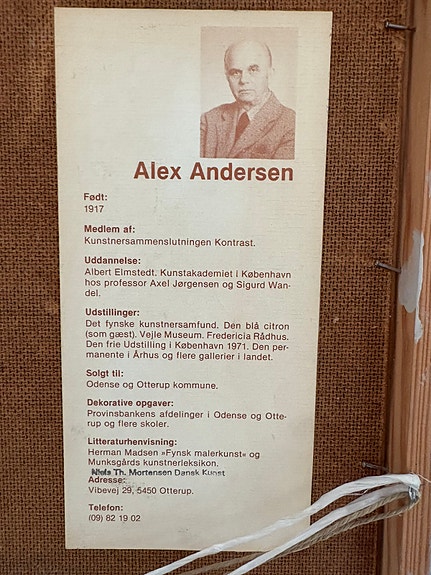 Alex Andersen
Født:
1917
Medlem af:
Kunstnersammenslutningen Kontrast.
Uddannelse:
Albert Elmstedt. Kunstakademiet i København
hos professor Axel Jørgensen og Sigurd Wan-
del.
Udstillinger:
Det fynske kunstnersamfund. Den blå citron
(som gæst). Vejle Museum. Fredericia Rådhus.
Den frie Udstilling i København 1971. Den per-
manente i Århus og flere gallerier i landet.
Solgt til:
Odense og Otterup kommune.
Dekorative opgaver:
Provinsbankens afdelinger i Odense og Otte-
rup og flere skoler.
Litteraturhenvisning:
Herman Madsen »Fynsk malerkunst« og
Munksgårds kunstnerleksikon.
Niels Th. Mortensen Dansk Kunst
Adresse:
Vibevej 29, 5450 Otterup.
Telefon:
(09) 82 19 02